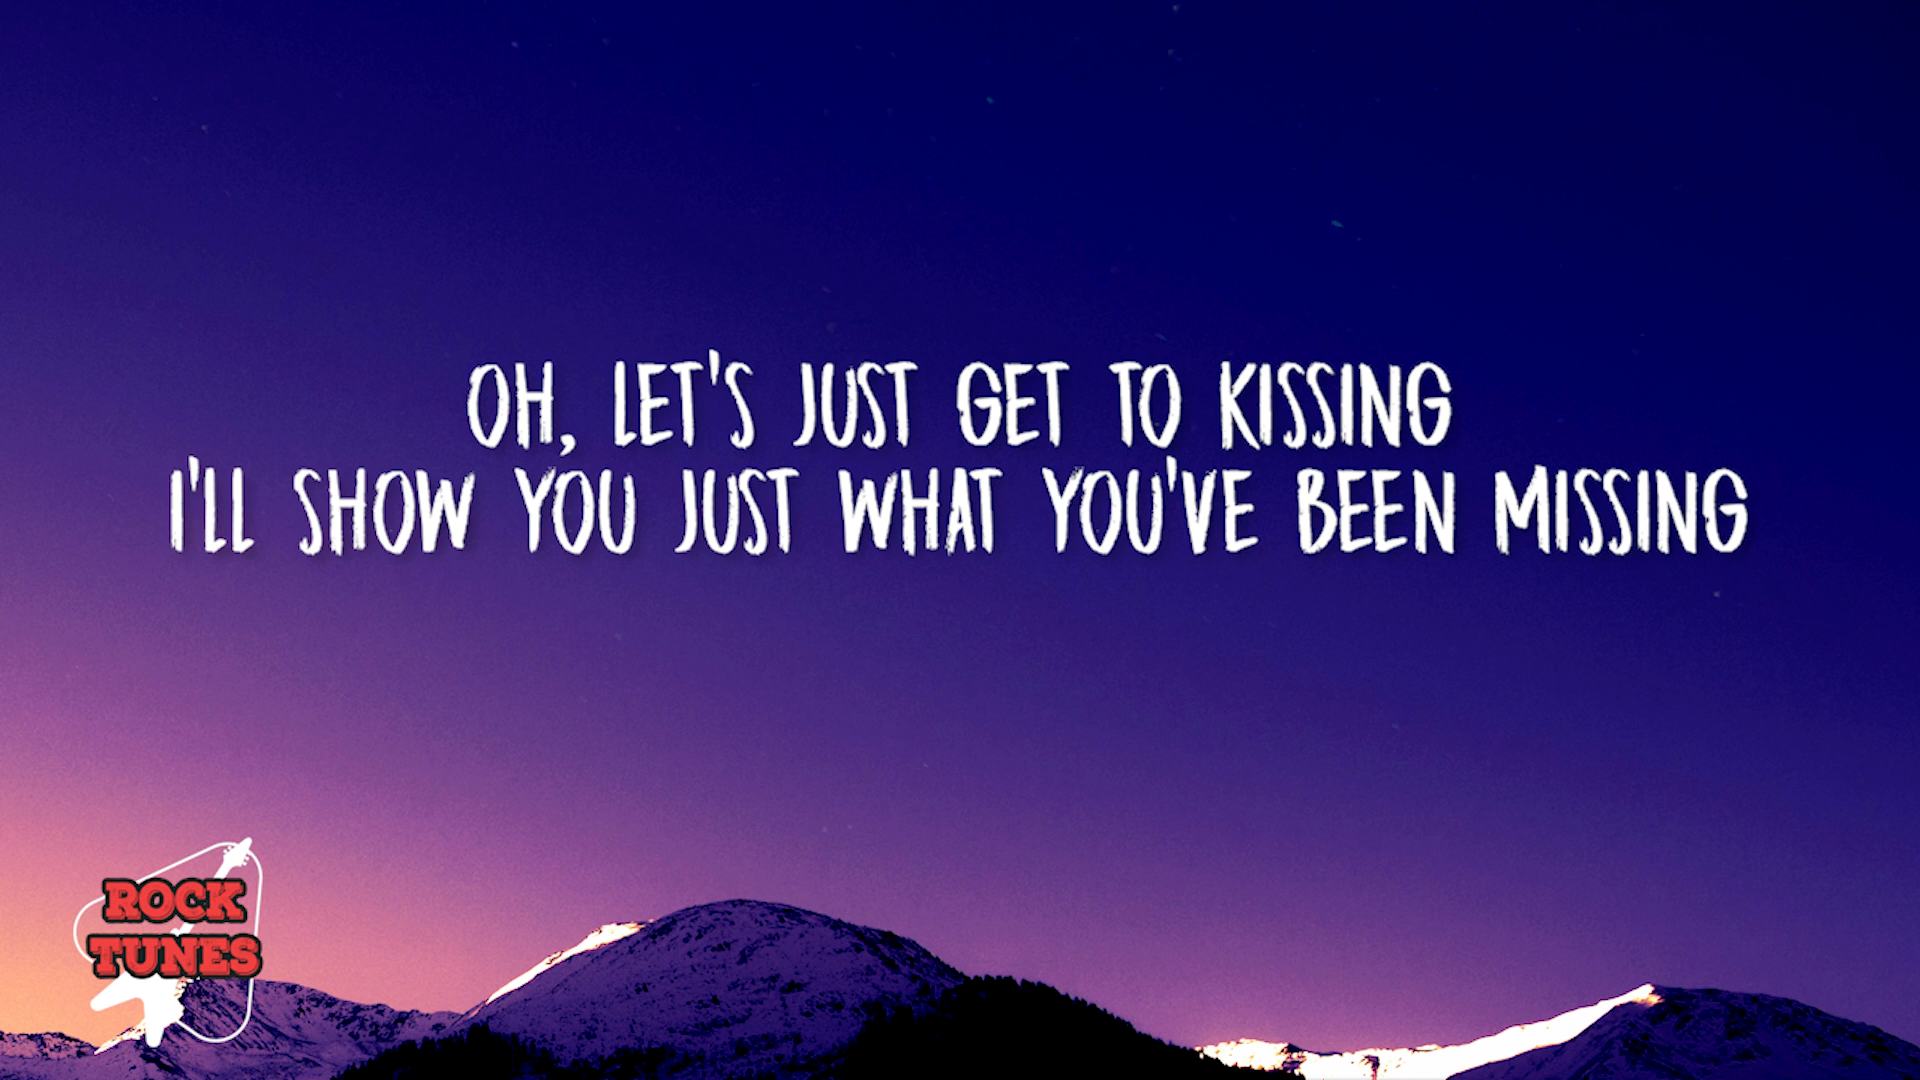 OH, LET'S JUST GET TO KISSING
I'LL SHOW YOU JUST WHAT YOU'VE BEEN MISSING
ROCK
TUNES